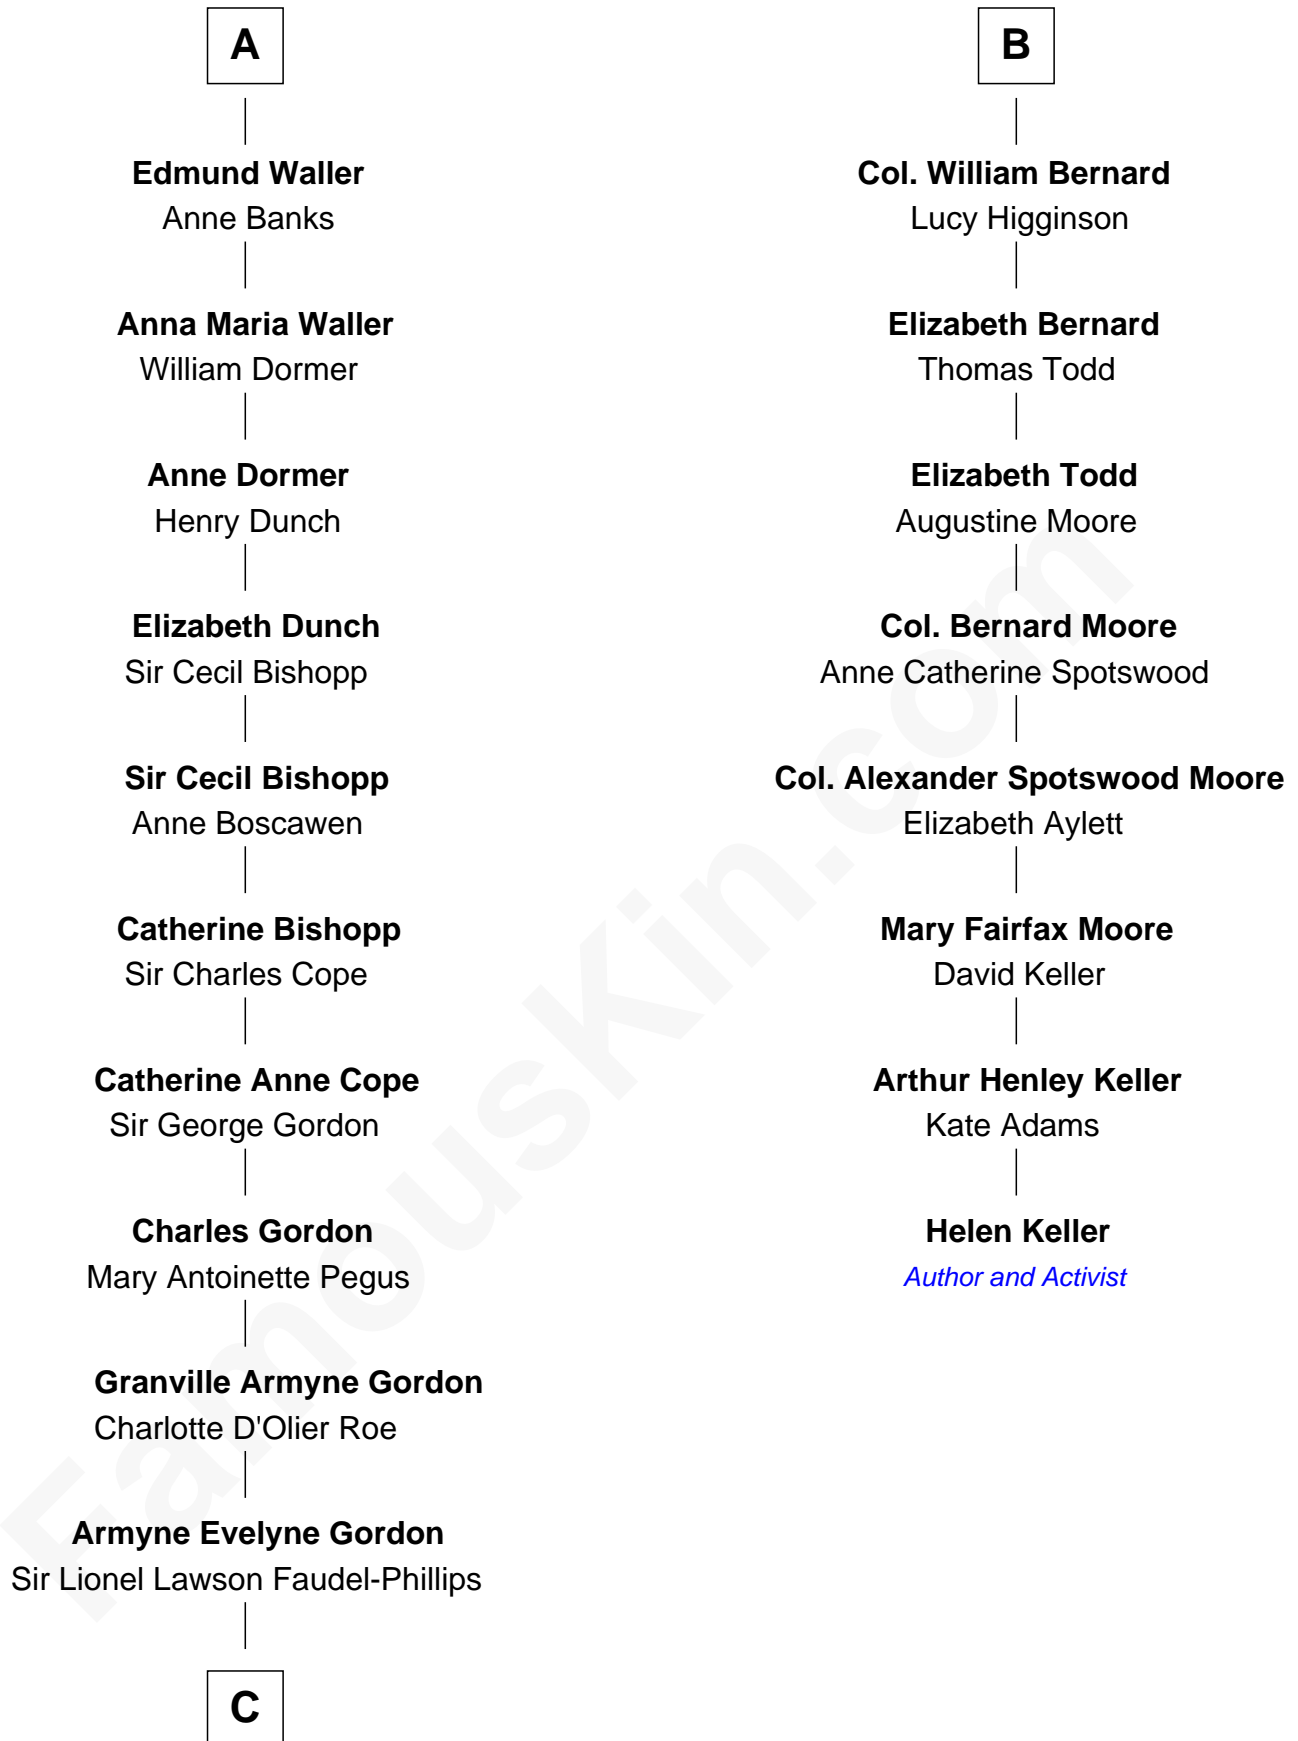 A
Edmund Waller
Anne Banks
Anna Maria Waller
William Dormer
Anne Dormer
Henry Dunch
Elizabeth Dunch
Sir Cecil Bishopp
Sir Cecil Bishopp
Anne Boscawen
Catherine Bishopp
Sir Charles Cope
Catherine Anne Cope
Sir George Gordon
Charles Gordon
Mary Antoinette Pegus
Granville Armyne Gordon
Charlotte D'Olier Roe
Armyne Evelyne Gordon
Sir Lionel Lawson Faudel-Phillips
C
B
Col. William Bernard
Lucy Higginson
Elizabeth Bernard
Thomas Todd
Elizabeth Todd
Augustine Moore
Col. Bernard Moore
Anne Catherine Spotswood
Col. Alexander Spotswood Moore
Elizabeth Aylett
Mary Fairfax Moore
David Keller
Arthur Henley Keller
Kate Adams
Helen Keller
Author and Activist
FamousKin.com